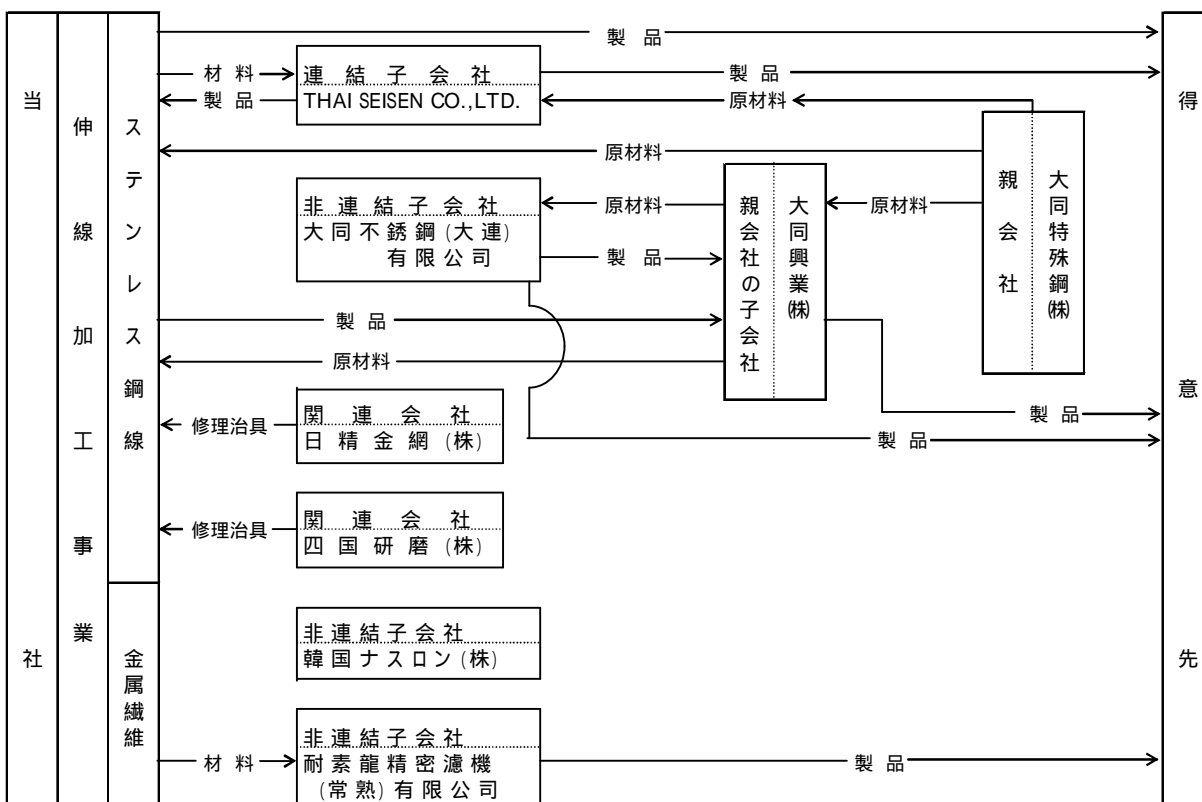 当社
伸線加工事業
ステンレス鋼線
金属繊維
製品
材料
製品
連結子会社
THAI SEISEN CO.,LTD.
製品
原材料
原材料
非連結子会社
大同不銹鋼(大連)
有限公司
原材料
製品
親会社の子会社
大同興業㈱
原材料
親会社
大同特殊鋼㈱
製品
原材料
製品
製品
修理治具
関連会社
日精金網(株)
修理治具
関連会社
四国研磨(株)
非連結子会社
韓国ナスロン(株)
材料
非連結子会社
耐素龍精密濾機
(常熟)有限公司
製品
得意先